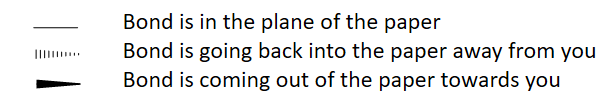 Bond is in the plane of the paper
Bond is going back into the paper away from you
Bond is coming out of the paper towards you